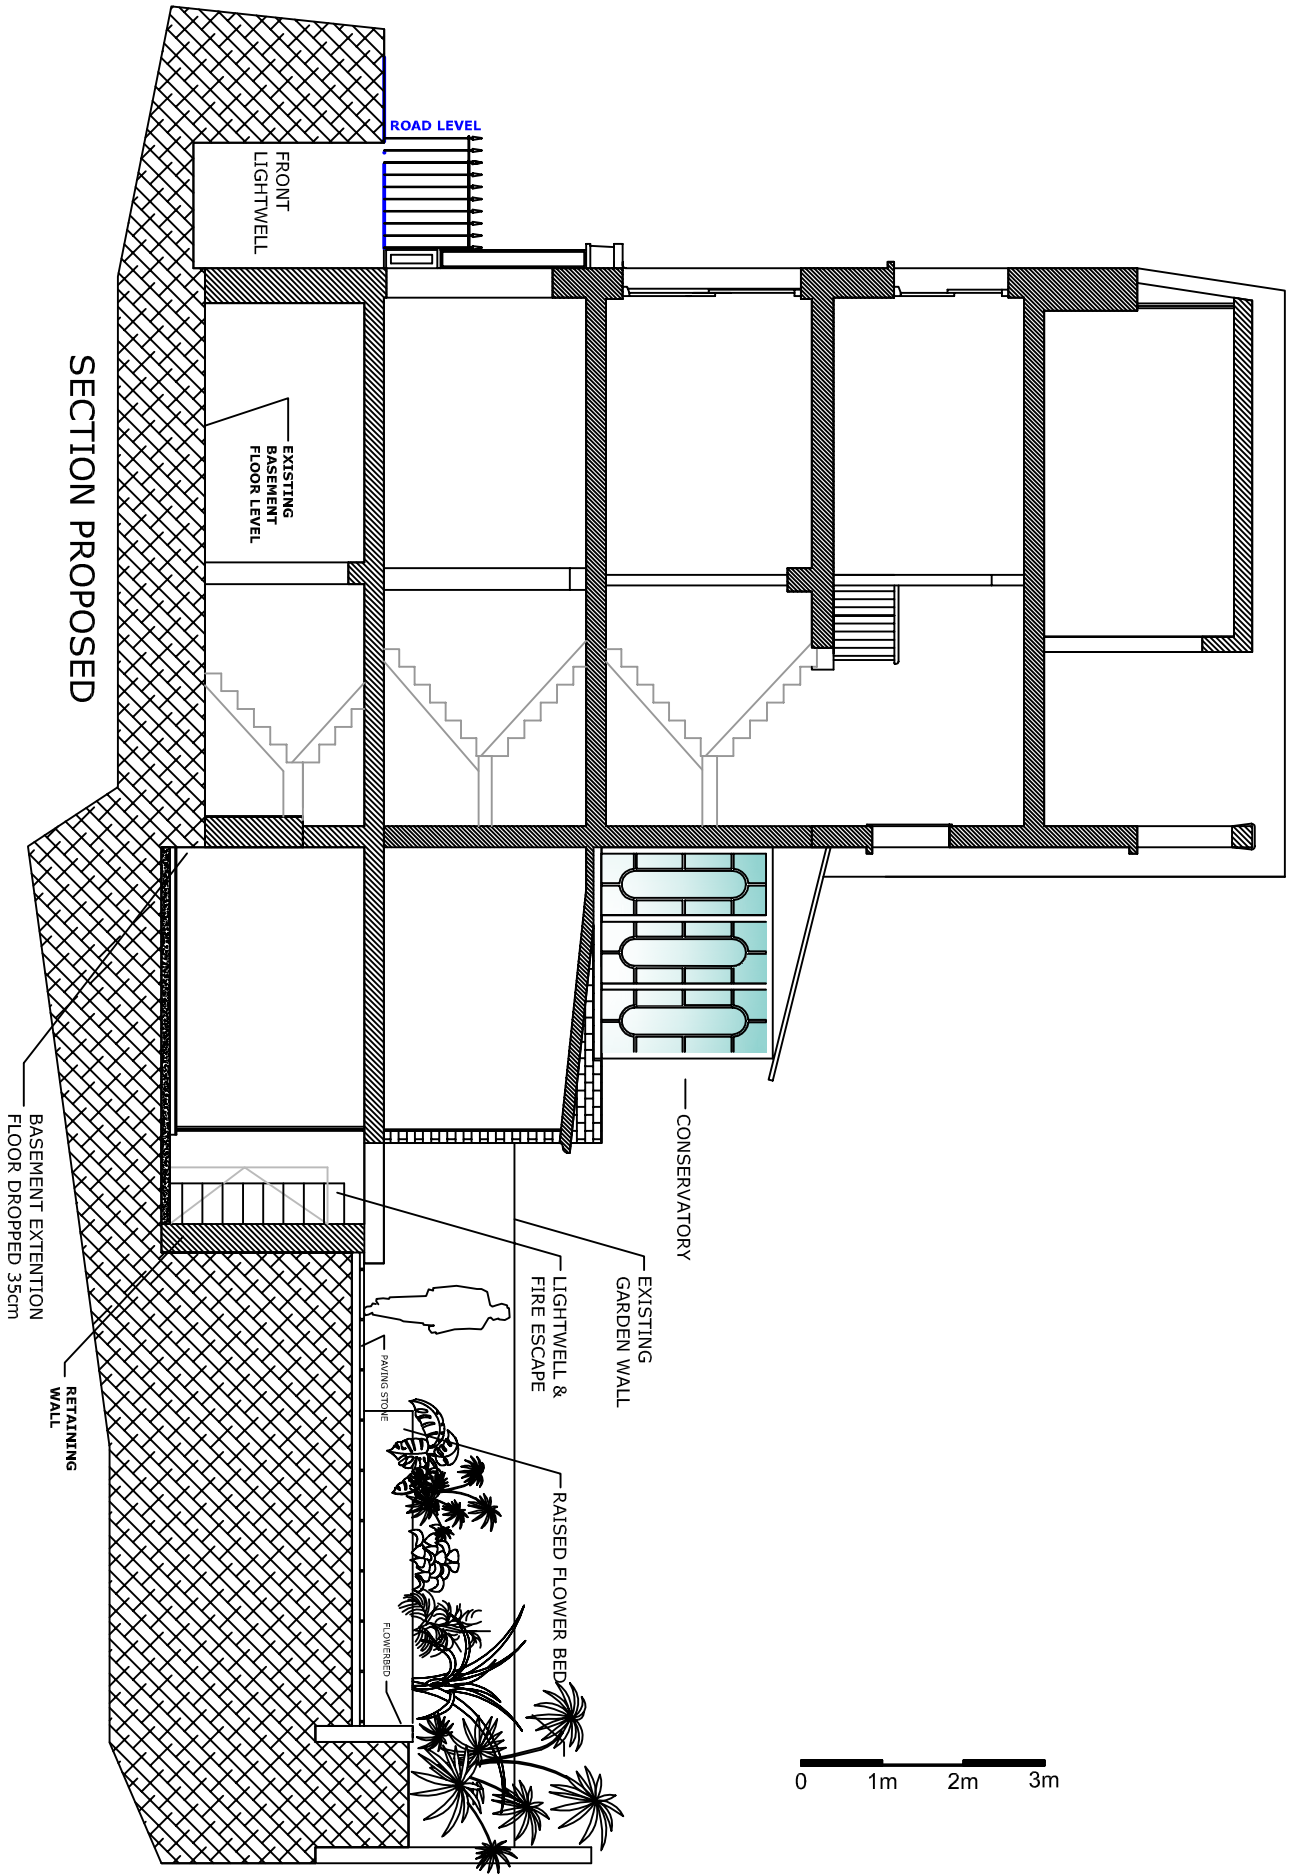 ROAD LEVEL
FRONT
LIGHTWELL
EXISTING
BASEMENT
FLOOR LEVEL
SECTION PROPOSED
CONSERVATORY
EXISTING
GARDEN WALL
LIGHTWELL &
FIRE ESCAPE
BASEMENT EXTENTION
FLOOR DROPPED 35cm
RETAINING
WALL
PAVING STONE
RAISED FLOWER BED
FLOWERBED
0 1m 2m 3m